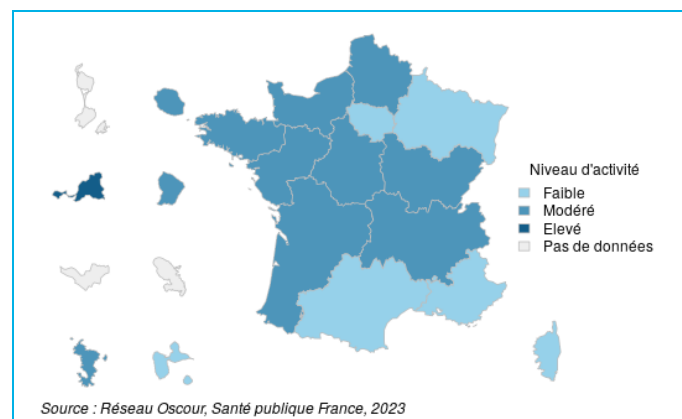 Niveau d'activité
Faible
Modéré
Elevé
Pas de données
Source : Réseau Oscour, Santé publique France, 2023